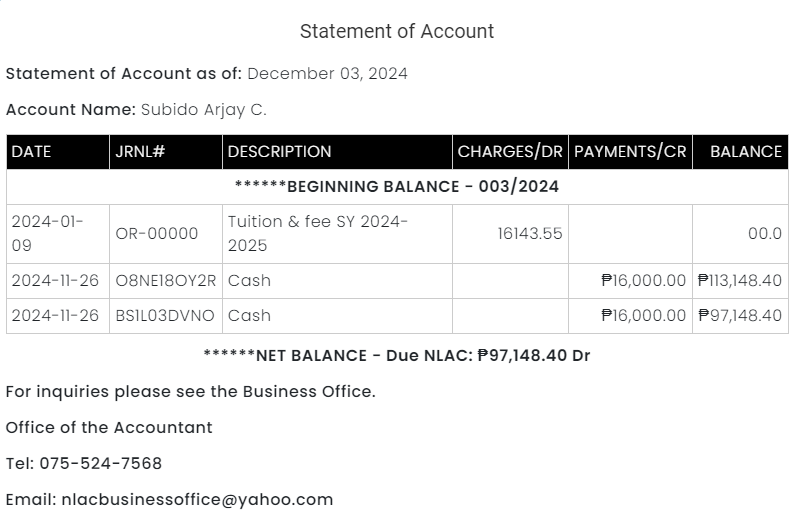 Statement of Account
Statement of Account as of: December 03, 2024
Account Name: Subido Arjay C.
DATE JRNL# DESCRIPTION CHARGES/DR PAYMENTS/CR BALANCE
******BEGINNING BALANCE - 003/2024
2024-01-09 OR-00000 Tuition & fee SY 2024-2025 16143.55 00.0
2024-11-26 O8NE18OY2R Cash ₱16,000.00 ₱113,148.40
2024-11-26 BS1L03DVNO Cash ₱16,000.00 ₱97,148.40
******NET BALANCE - Due NLAC: ₱97,148.40 Dr
For inquiries please see the Business Office.
Office of the Accountant
Tel: 075-524-7568
Email: nlacbusinessoffice@yahoo.com